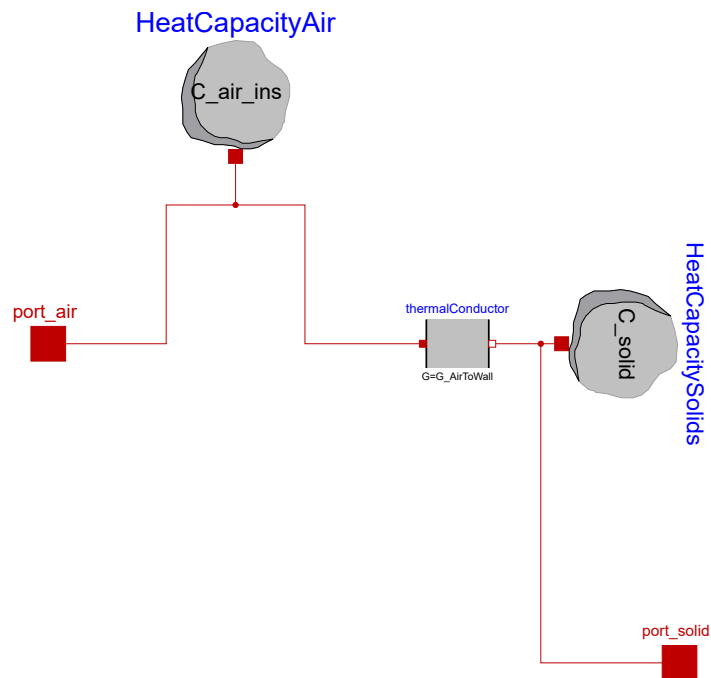 HeatCapacityAir
C_air_ins
port_air
thermalConductor
G=G_AirToWall
C_solid
HeatCapacitySolids
port_solid